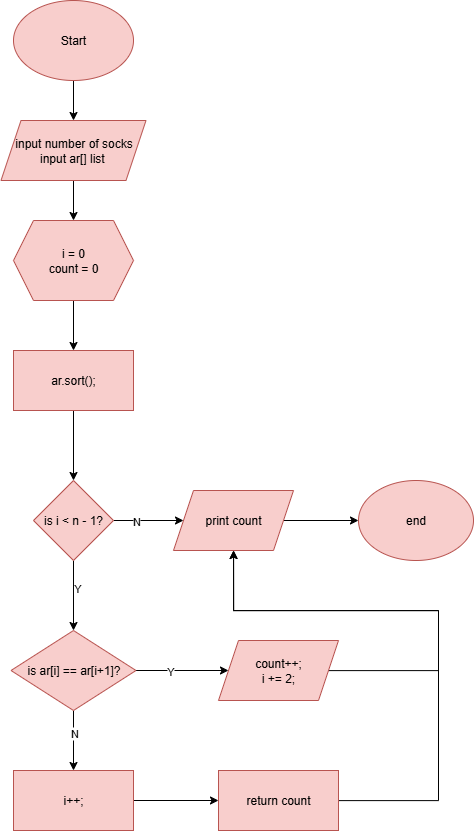 Start
input number of socks
input ar[] list
i = 0
count = 0
ar.sort();
is i < n - 1?
N
print count
end
Y
is ar[i] == ar[i+1]?
Y
count++;
i += 2;
N
i++;
return count